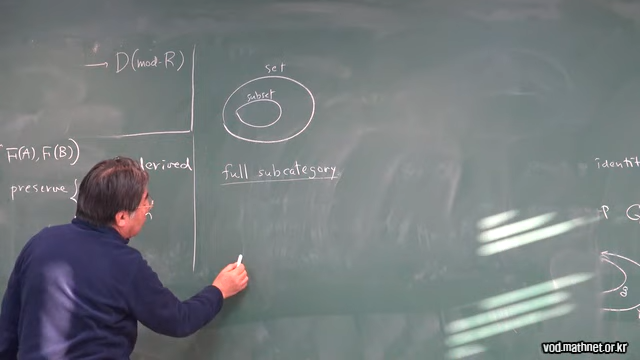 → D(mod-R)
F(A), F(B))
preserve {
derived
set
subset
full subcategory
identit
P G
a
vod.mathnet.or.kr